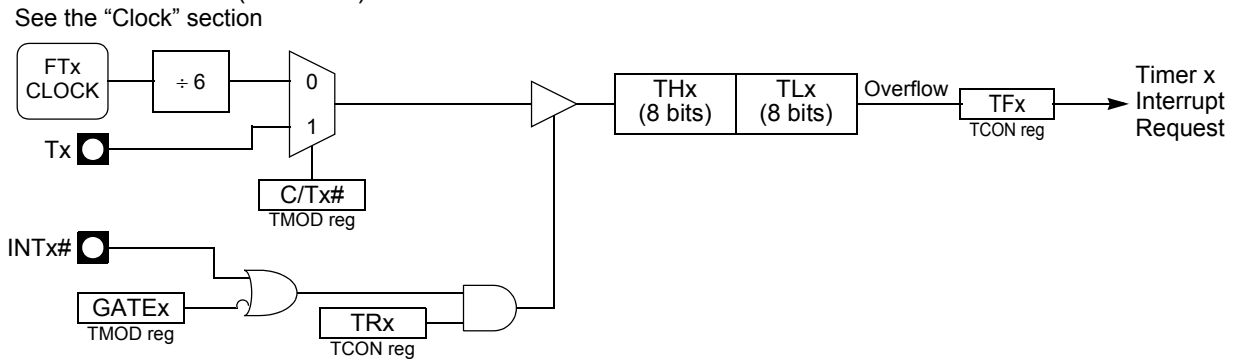 See the “Clock” section
FTx
CLOCK
÷ 6
0
1
Tx
C/Tx#
TMOD reg
THx
(8 bits)
TLx
(8 bits)
Overflow
TFx
TCON reg
Timer x
Interrupt
Request
INTx#
GATEx
TMOD reg
TRx
TCON reg